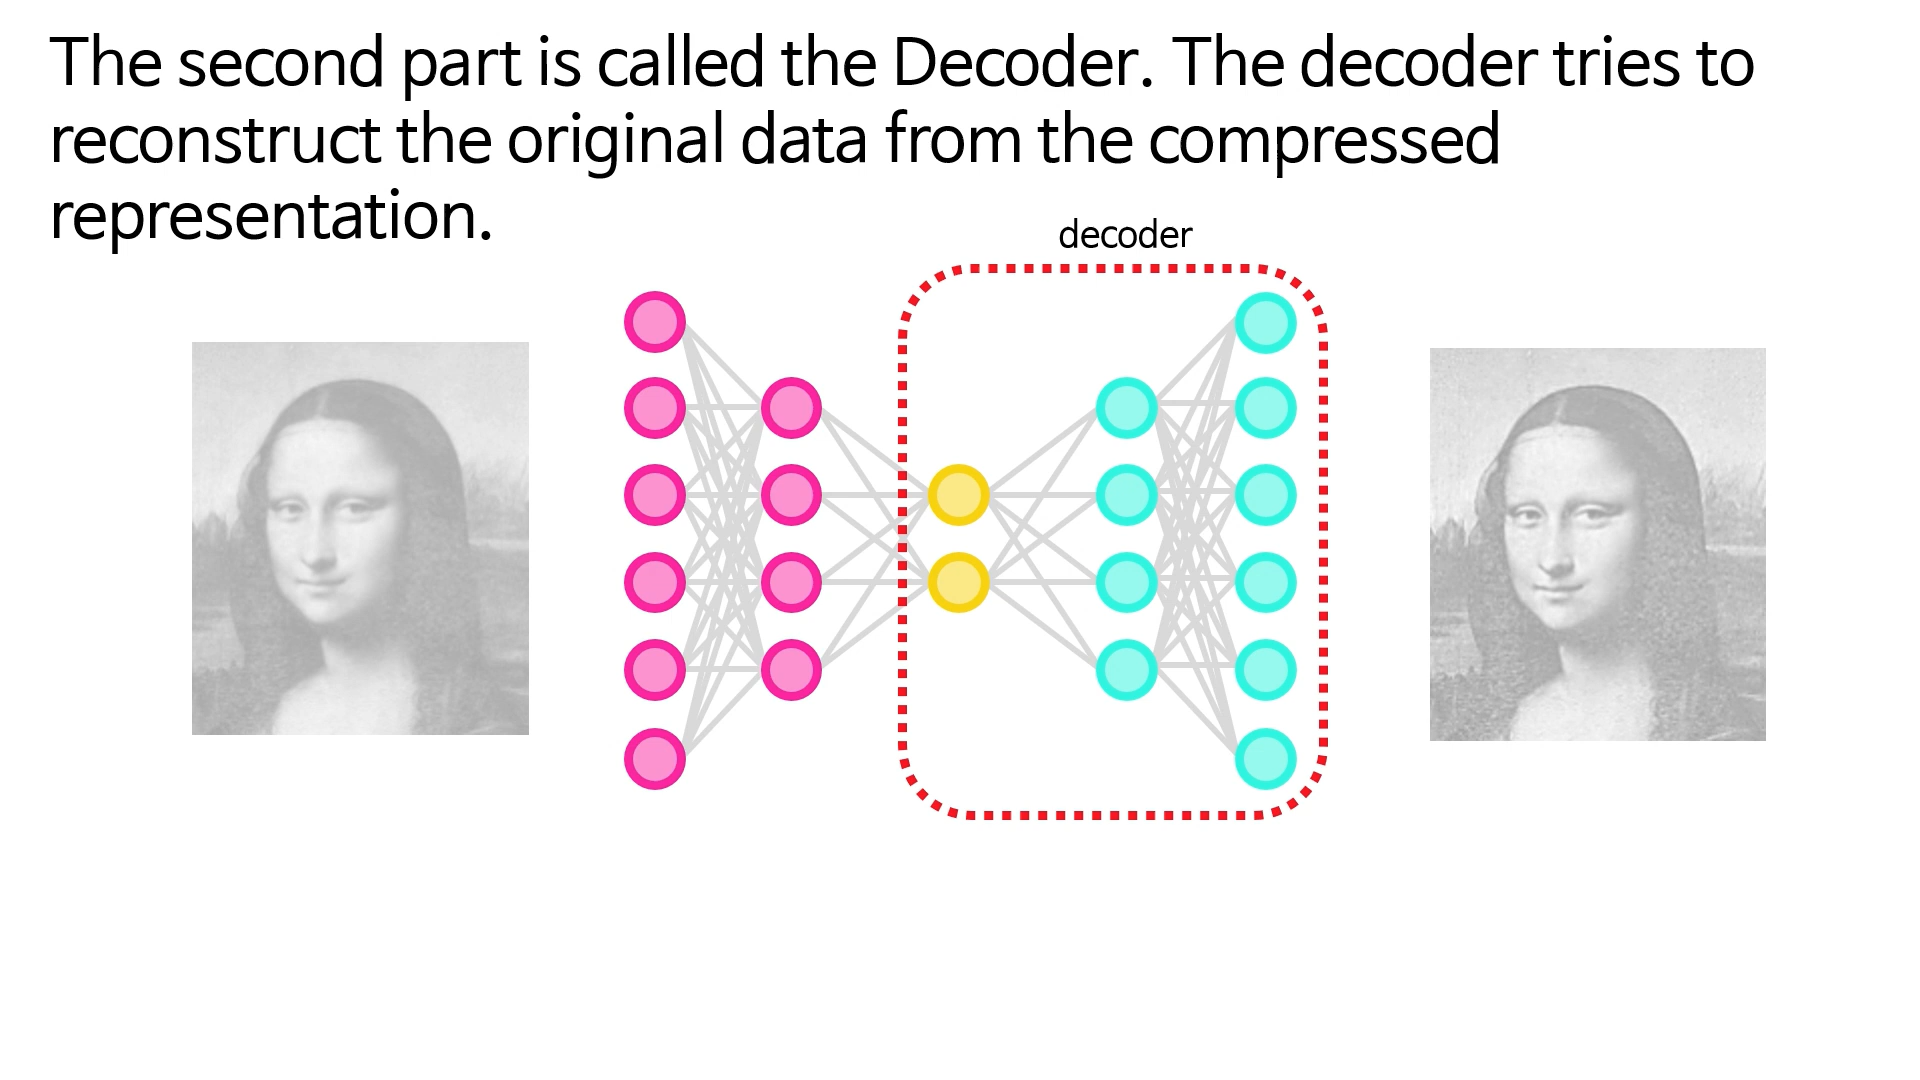 The second part is called the Decoder. The decoder tries to
reconstruct the original data from the compressed
representation.
decoder